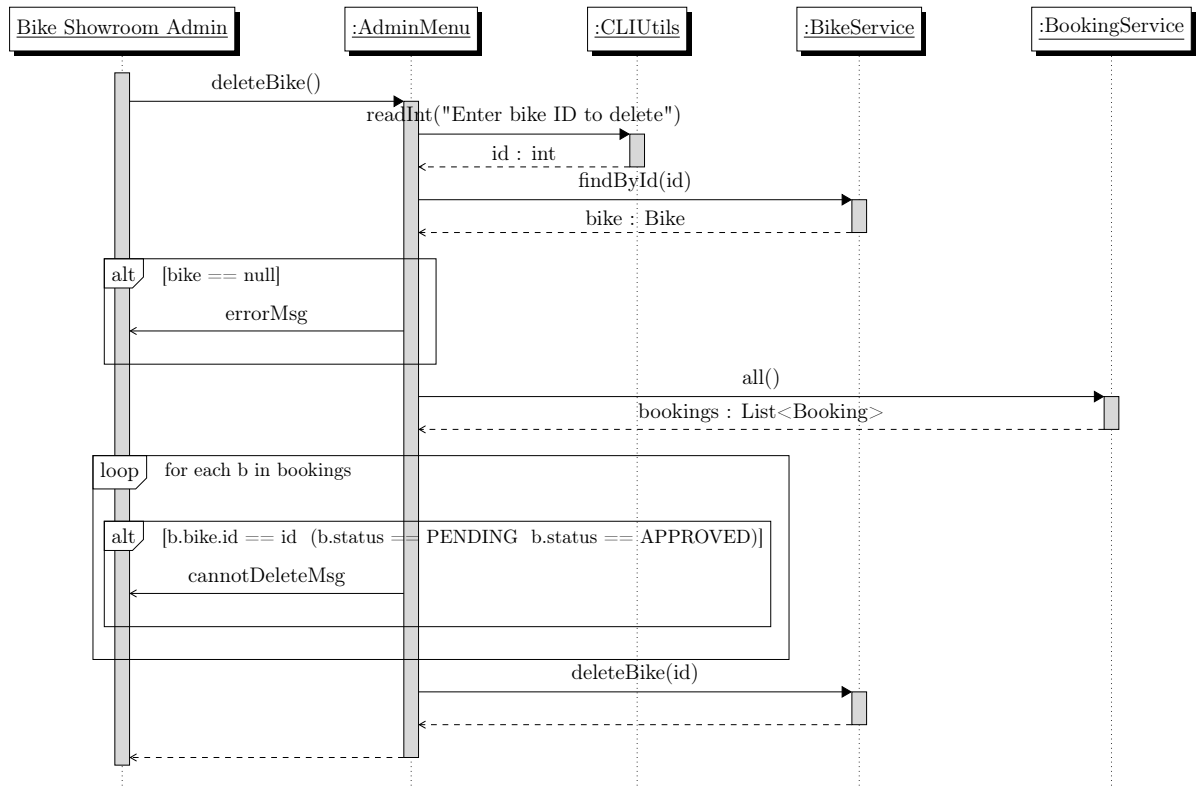 Bike Showroom Admin
:AdminMenu
:CLIUtils
:BikeService
:BookingService
deleteBike()
readInt("Enter bike ID to delete")
id : int
findById(id)
bike : Bike
alt [bike == null]
errorMsg
all()
bookings : List<Booking>
loop for each b in bookings
alt [b.bike.id == id (b.status == PENDING b.status == APPROVED)]
cannotDeleteMsg
deleteBike(id)